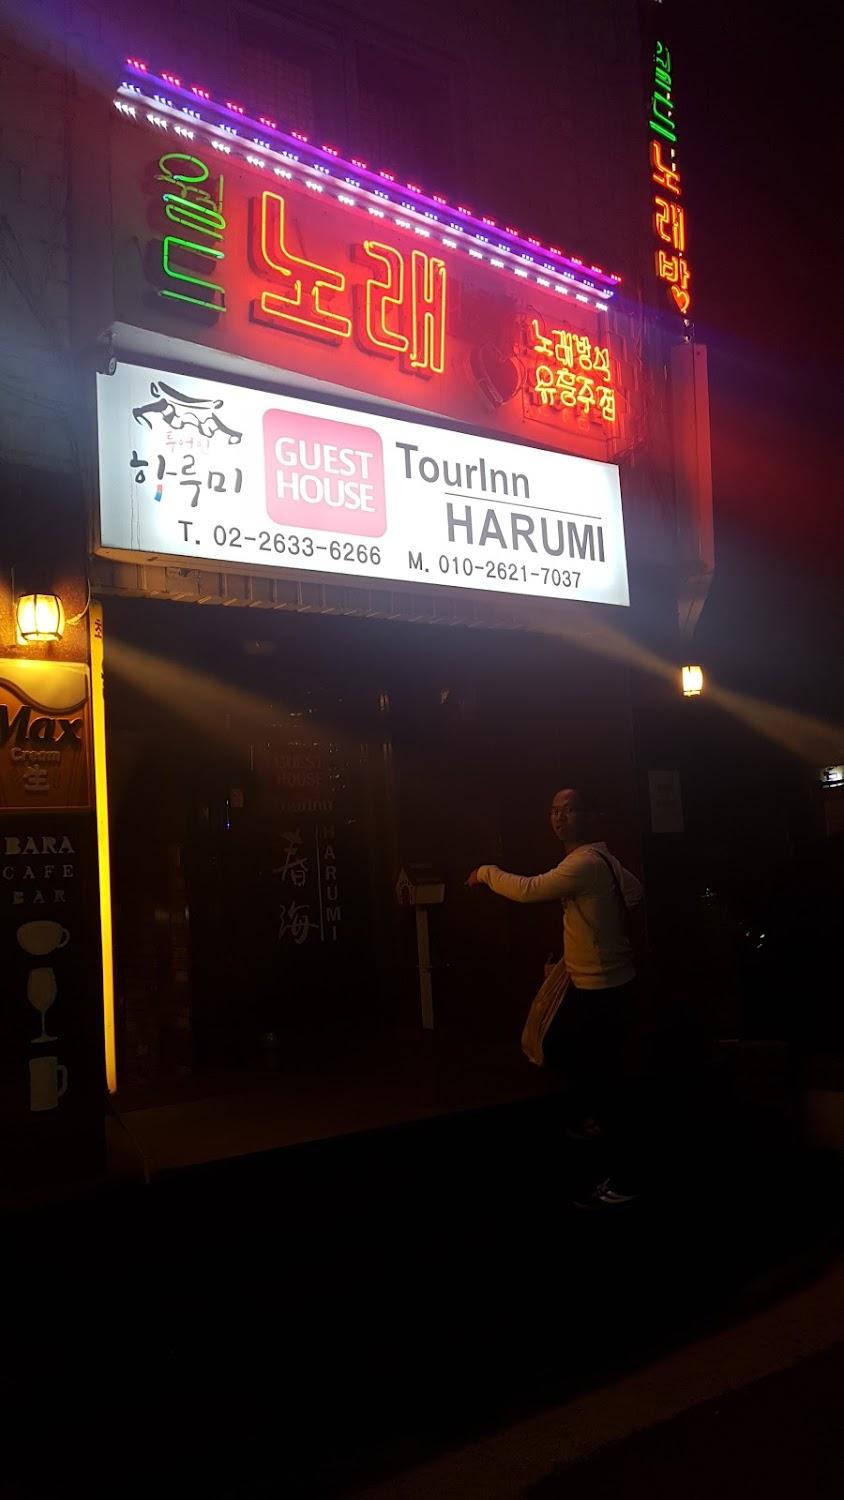 월드
노래
노래방식
유흥주점
월드노래방
투어인
하루미
GUEST
HOUSE
TourInn
HARUMI
T. 02-2633-6266
M. 010-2621-7037
Max
Cream
生
BARA
CAFE
BAR
GUEST
HOUSE
TourInn
HARUMI
春海